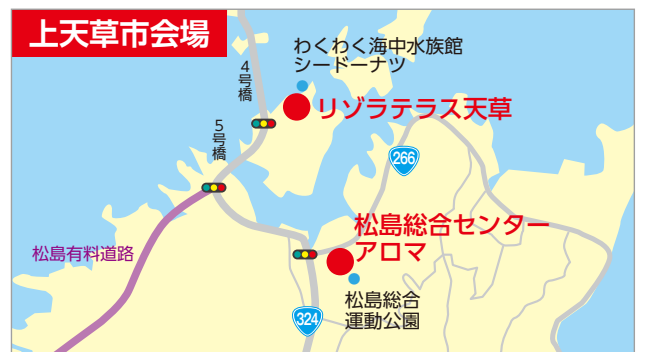 上天草市会場
わくわく海中水族館
シードーナツ
4号橋
リゾラテラス天草
5号橋
266
松島総合センター
アロマ
松島有料道路
松島総合
運動公園
324